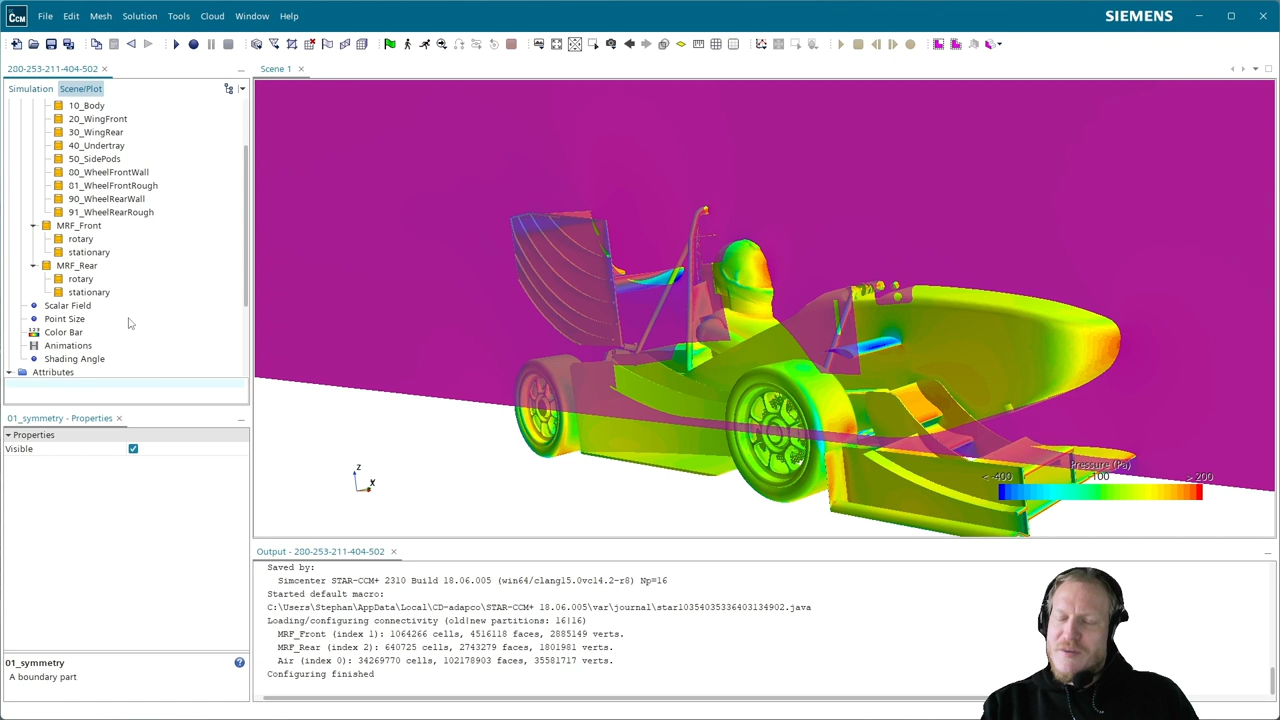 CCM File Edit Mesh Solution Tools Cloud Window Help SIEMENS
280-253-211-404-502
Scene 1
Simulation Scene/Plot
10_Body
20_WingFront
30_WingRear
40_Undertray
50_SidePods
80_WheelFrontWall
81_WheelFrontRough
90_WheelRearWall
91_WheelRearRough
MRF_Front
rotary
stationary
MRF_Rear
rotary
stationary
Scalar Field
Point Size
Color Bar
Animations
Shading Angle
Attributes
01_symmetry - Properties
Properties
Visible
01_symmetry
A boundary part
Z
X
Pressure (Pa)
< -400 -100 > 200
Output - 280-253-211-404-502
Saved by:
Simcenter STAR-CCM+ 2310 Build 18.06.005 (win64/clang15.0vc14.2-r8) Np=16
Started default macro:
C:\Users\Stephan\AppData\Local\CD-adapco\STAR-CCM+ 18.06.005\var\journal\star10354035336403134902.java
Loading/configuring connectivity (old|new partitions: 16|16)
MRF_Front (index 1): 1064266 cells, 4516118 faces, 2885149 verts.
MRF_Rear (index 2): 640725 cells, 2743279 faces, 1801981 verts.
Air (index 0): 34269770 cells, 102178903 faces, 35581717 verts.
Configuring finished